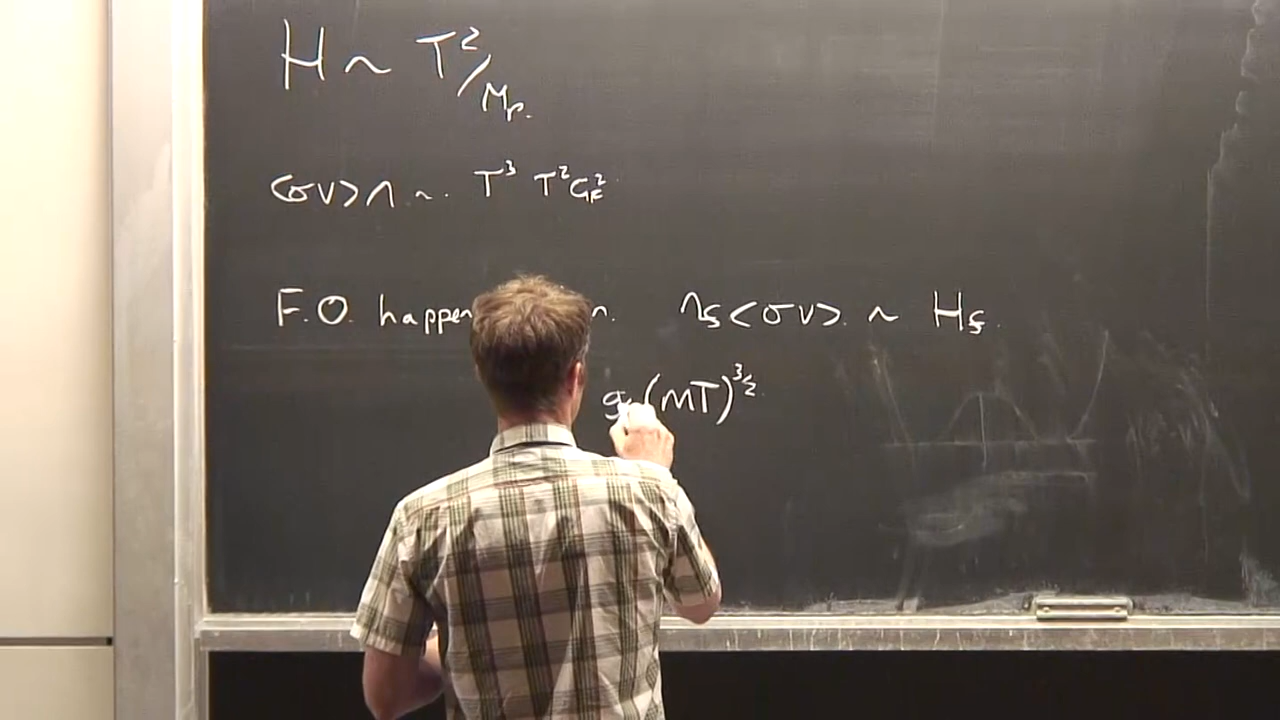 H ~ T²/Mₚ.
<σv>n ~ T³ T²G_F²
F.O. happen n_f<σv> ~ H_f.
g (MT)^{3/2}